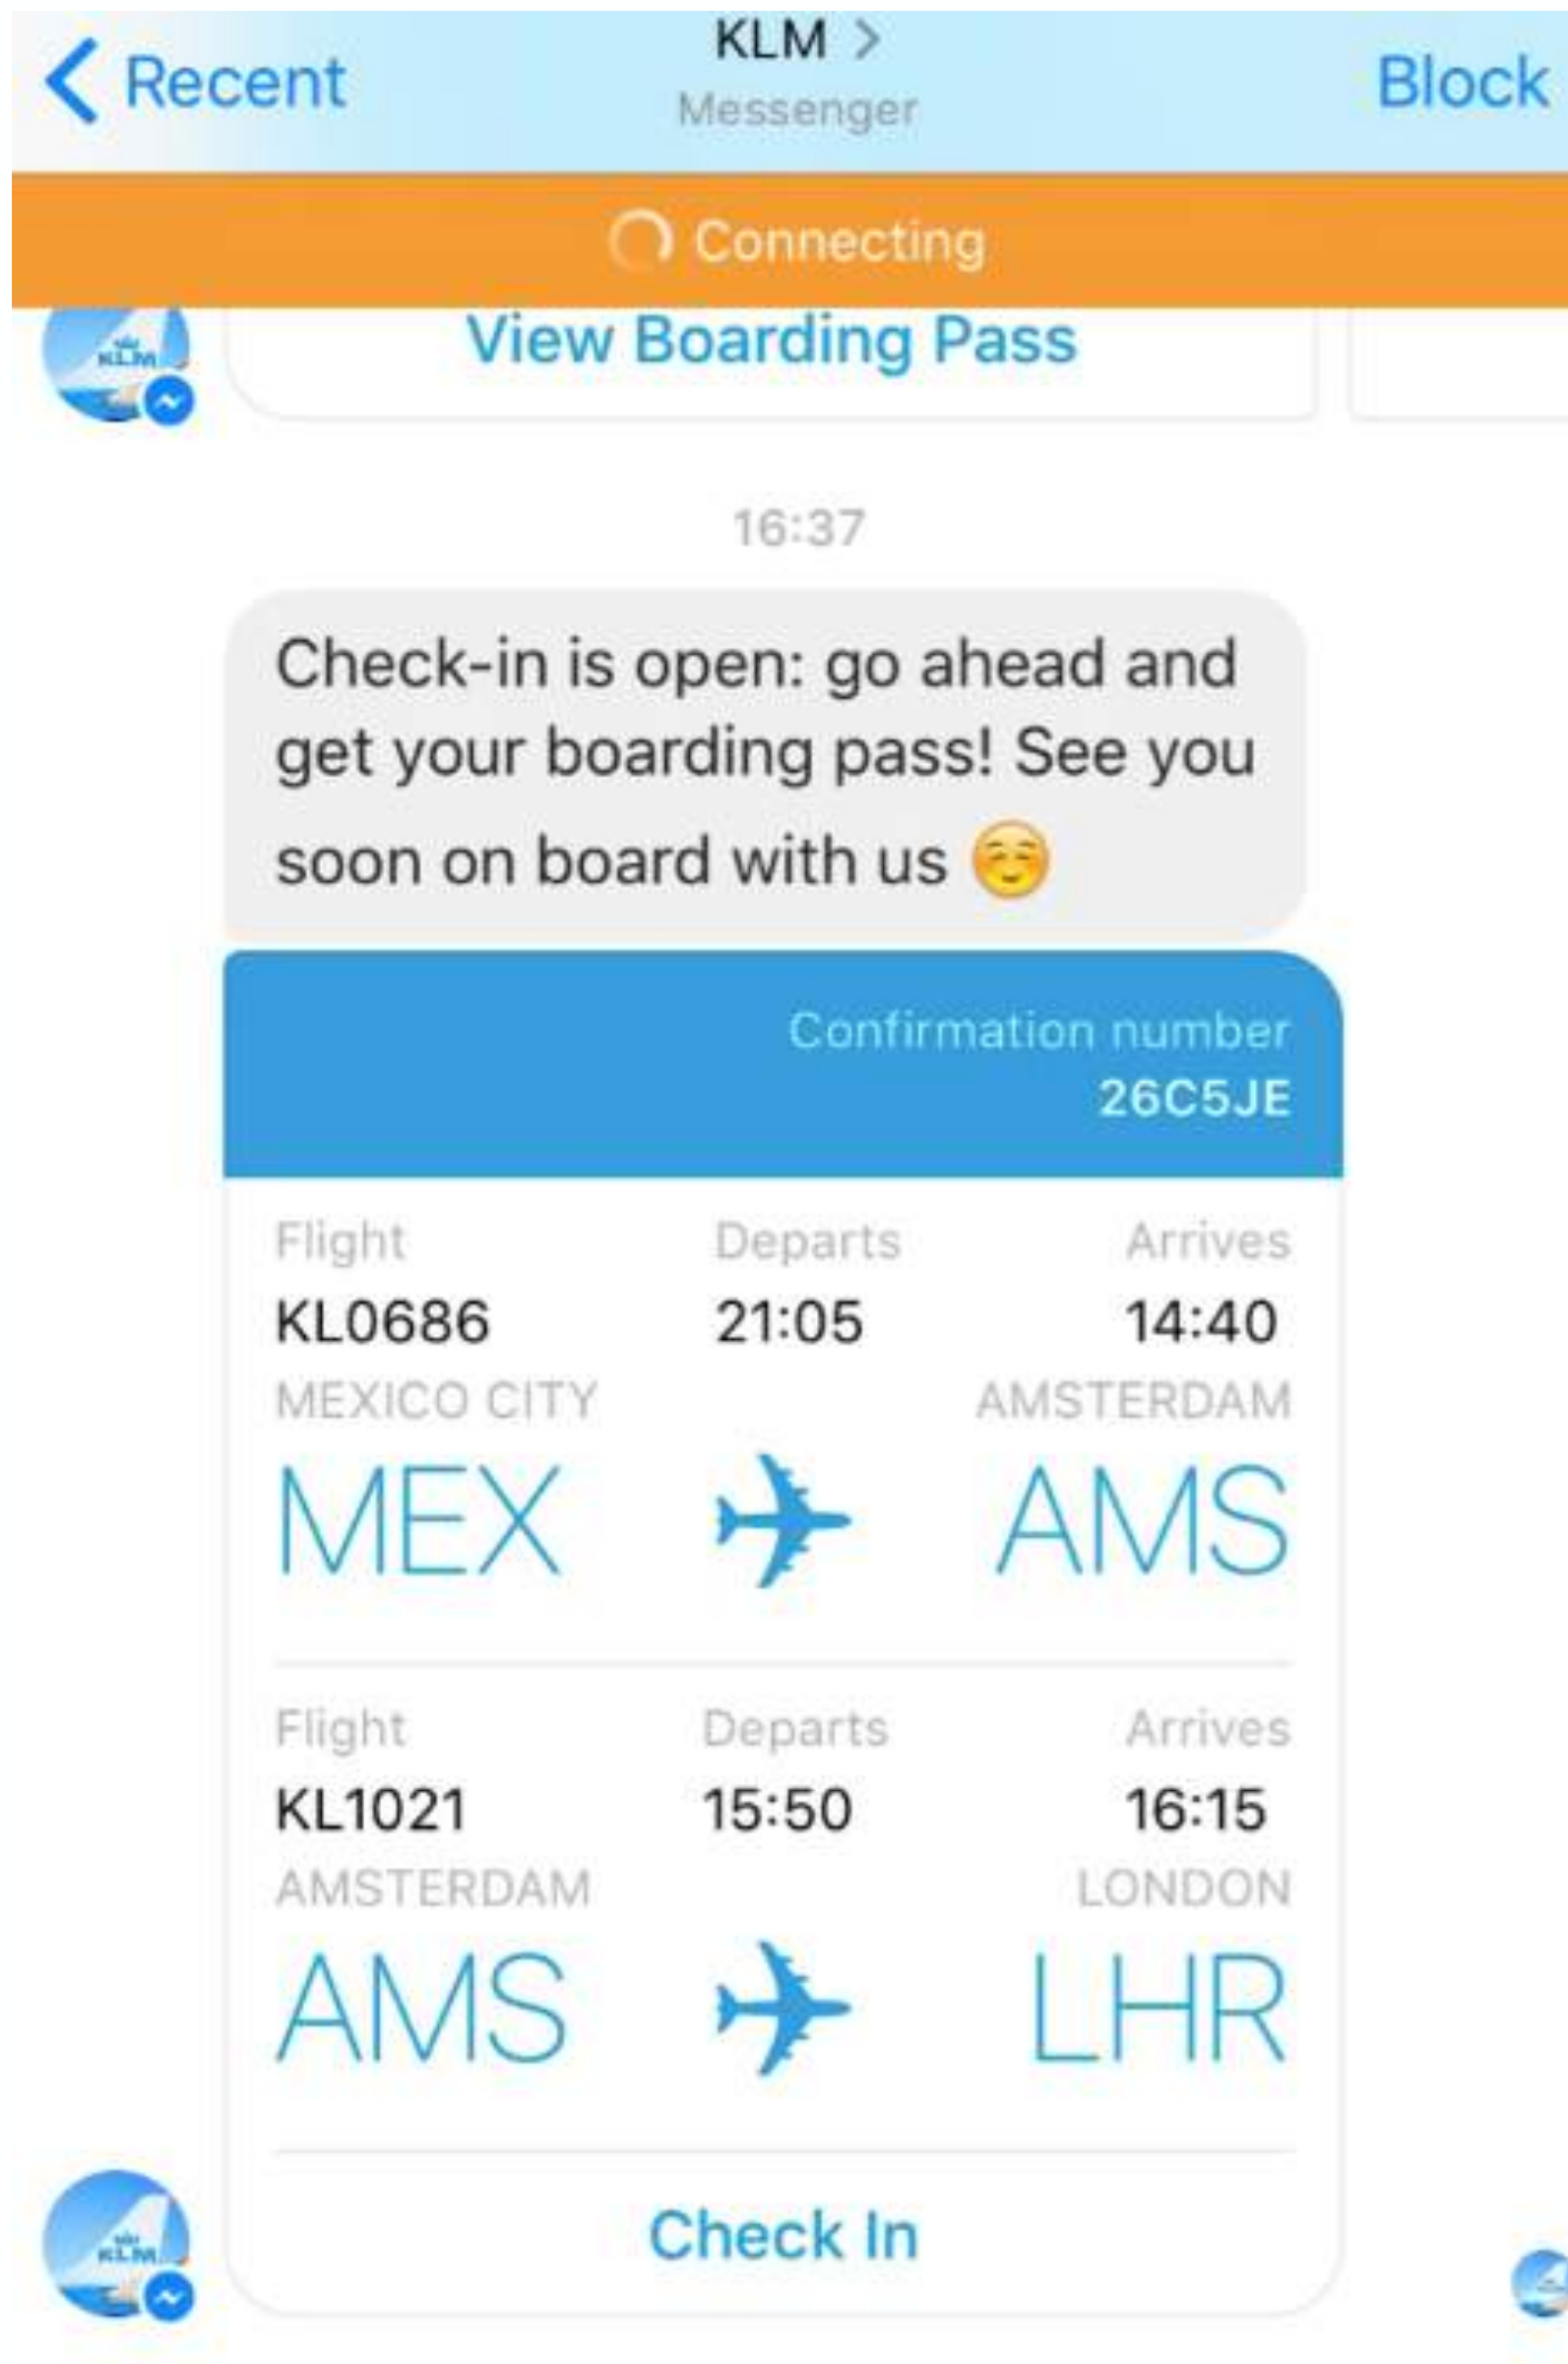 Recent
KLM >
Messenger
Block
Connecting
KLM
View Boarding Pass
16:37
Check-in is open: go ahead and
get your boarding pass! See you
soon on board with us ☺️
Confirmation number
26C5JE
Flight Departs Arrives
KL0686 21:05 14:40
MEXICO CITY AMSTERDAM
MEX AMS
Flight Departs Arrives
KL1021 15:50 16:15
AMSTERDAM LONDON
AMS LHR
KLM
Check In